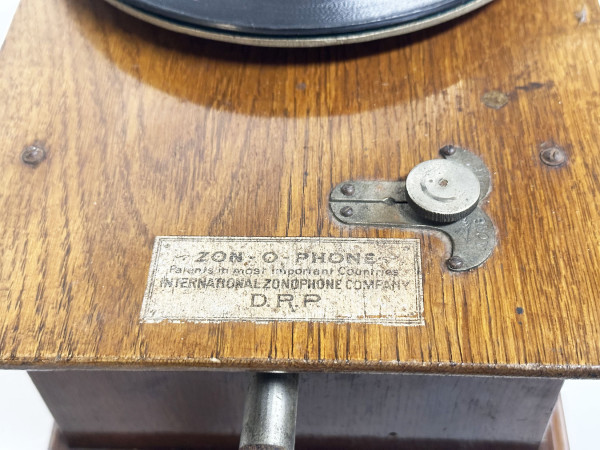 ZON-O-PHONE
Patents in most Important Countries
INTERNATIONAL ZONOPHONE COMPANY
D.R.P.